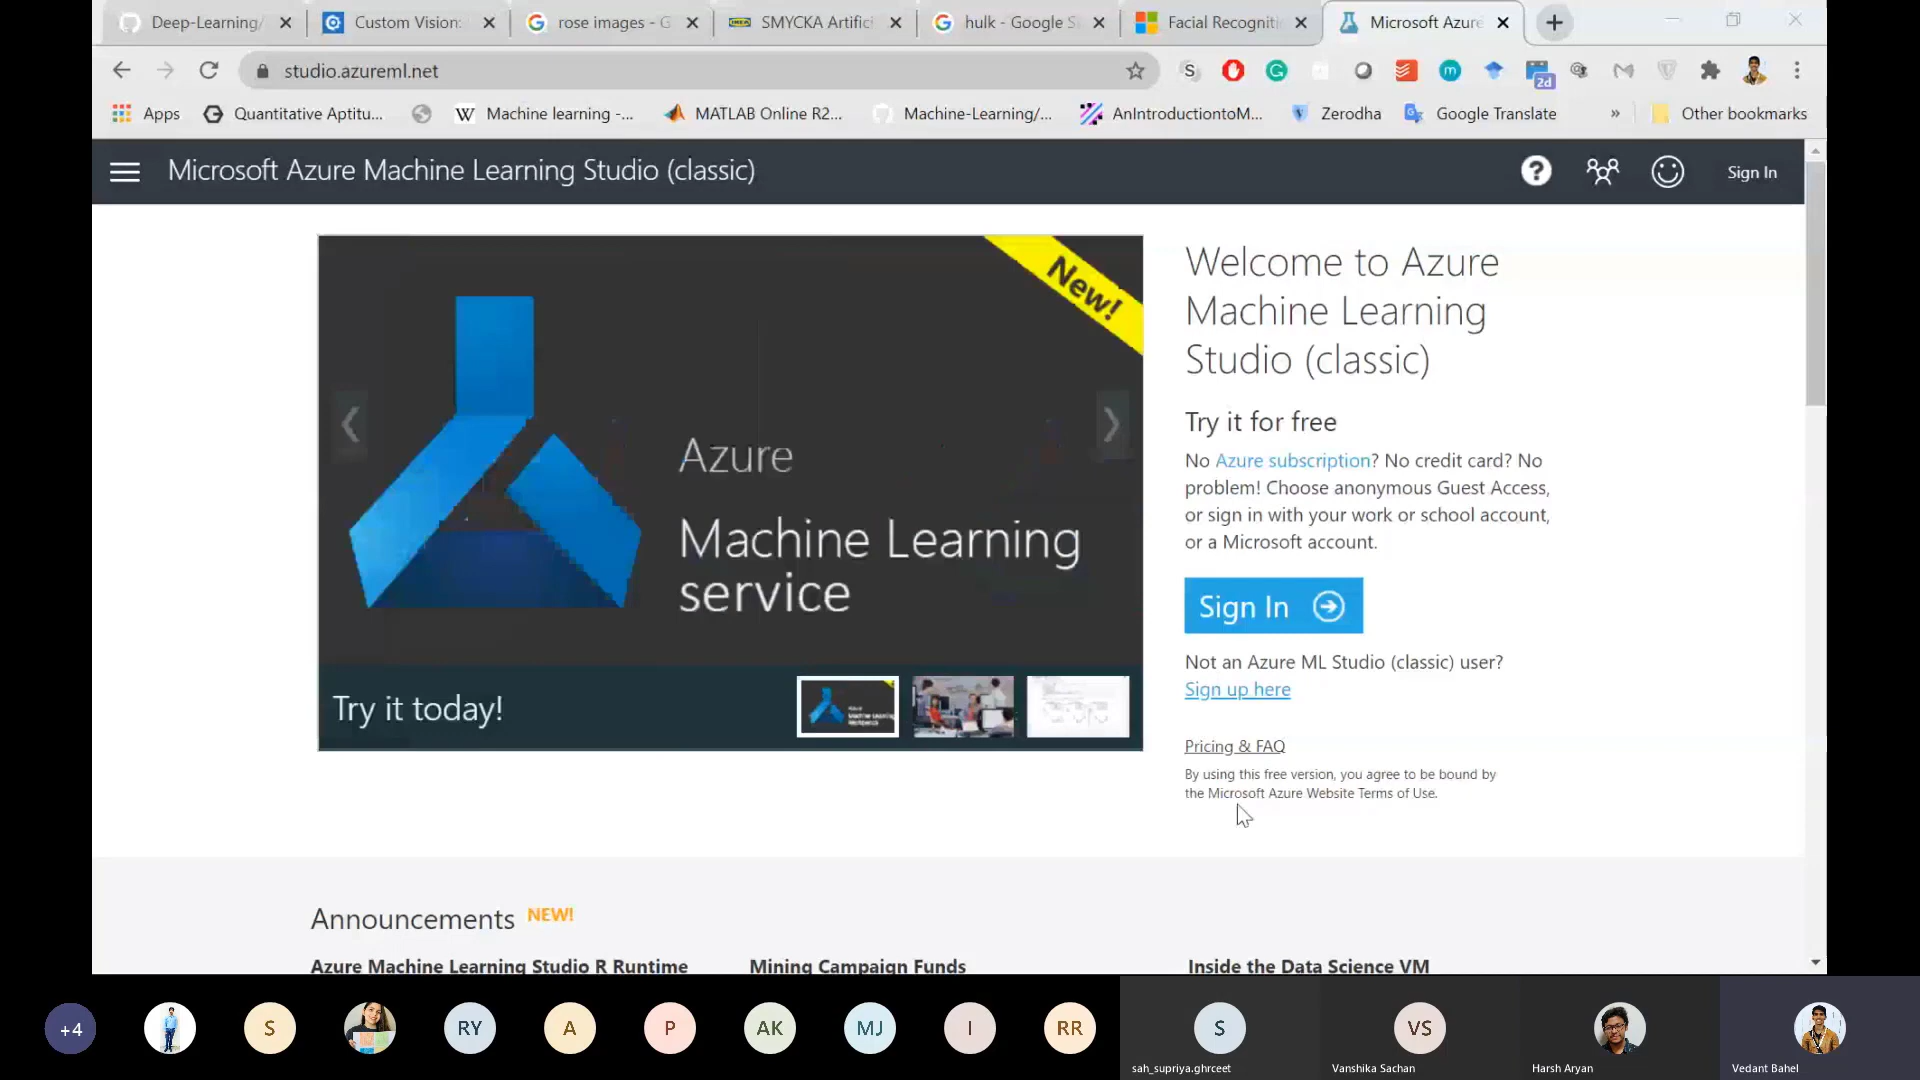 Deep-Learning/
Custom Vision:
rose images - G
SMYCKA Artific
hulk - Google S
Facial Recogniti
Microsoft Azure
studio.azureml.net
2d
Apps
Quantitative Aptitu...
Machine learning -...
MATLAB Online R2...
Machine-Learning/...
AnIntroductiontoM...
Zerodha
Google Translate
»
Other bookmarks
Microsoft Azure Machine Learning Studio (classic)
Sign In
New!
Azure
Machine Learning
service
Try it today!
Welcome to Azure
Machine Learning
Studio (classic)
Try it for free
No Azure subscription? No credit card? No
problem! Choose anonymous Guest Access,
or sign in with your work or school account,
or a Microsoft account.
Sign In
Not an Azure ML Studio (classic) user?
Sign up here
Pricing & FAQ
By using this free version, you agree to be bound by
the Microsoft Azure Website Terms of Use.
Announcements NEW!
Azure Machine Learning Studio R Runtime
Mining Campaign Funds
Inside the Data Science VM
+4
S
RY
A
P
AK
MJ
I
RR
S
VS
sah_supriya.ghrceet
Vanshika Sachan
Harsh Aryan
Vedant Bahel